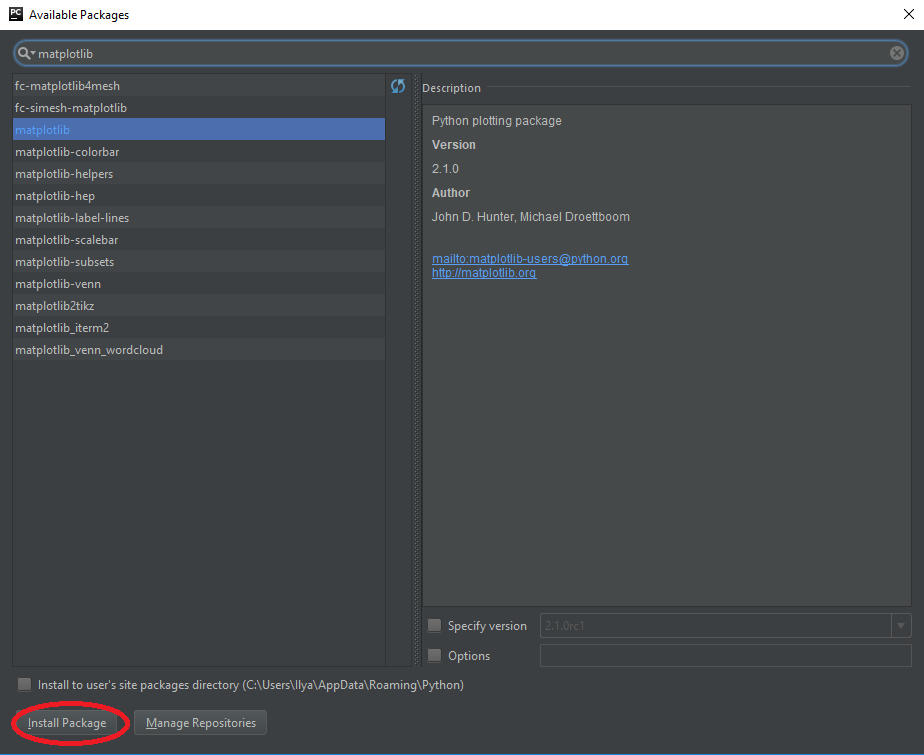 PC
Available Packages
matplotlib
fc-matplotlib4mesh
fc-simesh-matplotlib
matplotlib
matplotlib-colorbar
matplotlib-helpers
matplotlib-hep
matplotlib-label-lines
matplotlib-scalebar
matplotlib-subsets
matplotlib-venn
matplotlib2tikz
matplotlib_iterm2
matplotlib_venn_wordcloud
Description
Python plotting package
Version
2.1.0
Author
John D. Hunter, Michael Droettboom
mailto:matplotlib-users@python.org
http://matplotlib.org
Specify version
2.1.0rc1
Options
Install to user's site packages directory (C:\Users\Ilya\AppData\Roaming\Python)
Install Package
Manage Repositories